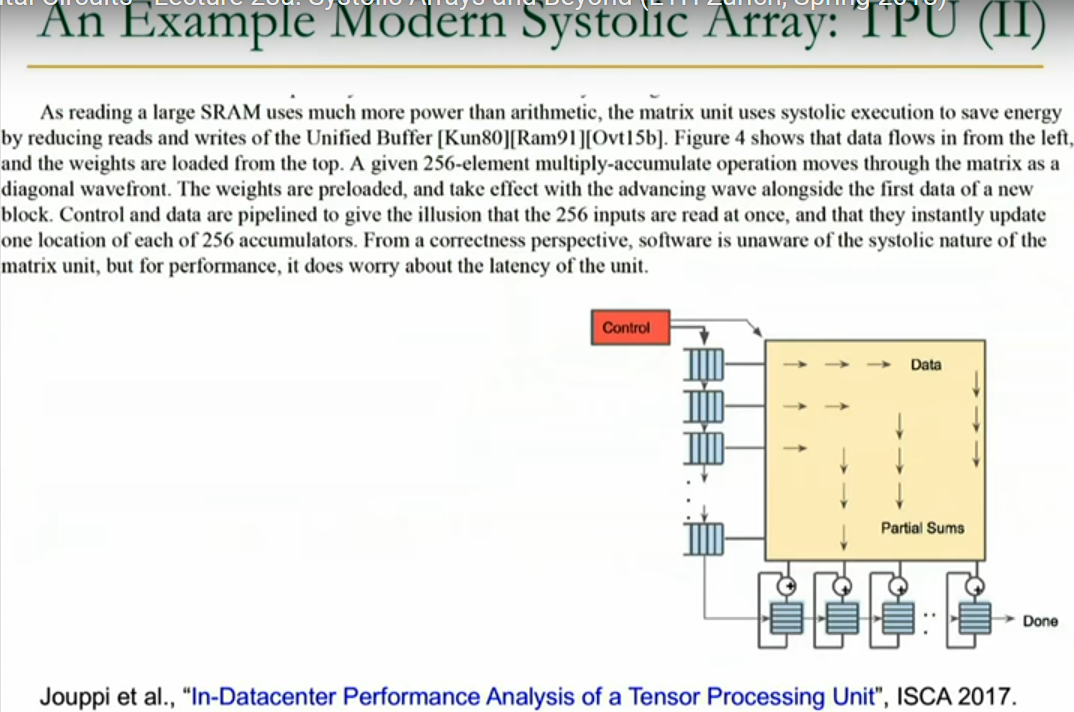 An Example Modern Systolic Array: TPU (II)
As reading a large SRAM uses much more power than arithmetic, the matrix unit uses systolic execution to save energy
by reducing reads and writes of the Unified Buffer [Kun80][Ram91][Ovt15b]. Figure 4 shows that data flows in from the left,
and the weights are loaded from the top. A given 256-element multiply-accumulate operation moves through the matrix as a
diagonal wavefront. The weights are preloaded, and take effect with the advancing wave alongside the first data of a new
block. Control and data are pipelined to give the illusion that the 256 inputs are read at once, and that they instantly update
one location of each of 256 accumulators. From a correctness perspective, software is unaware of the systolic nature of the
matrix unit, but for performance, it does worry about the latency of the unit.
Control
Data
Partial Sums
+ + + +
Done
Jouppi et al., “In-Datacenter Performance Analysis of a Tensor Processing Unit”, ISCA 2017.